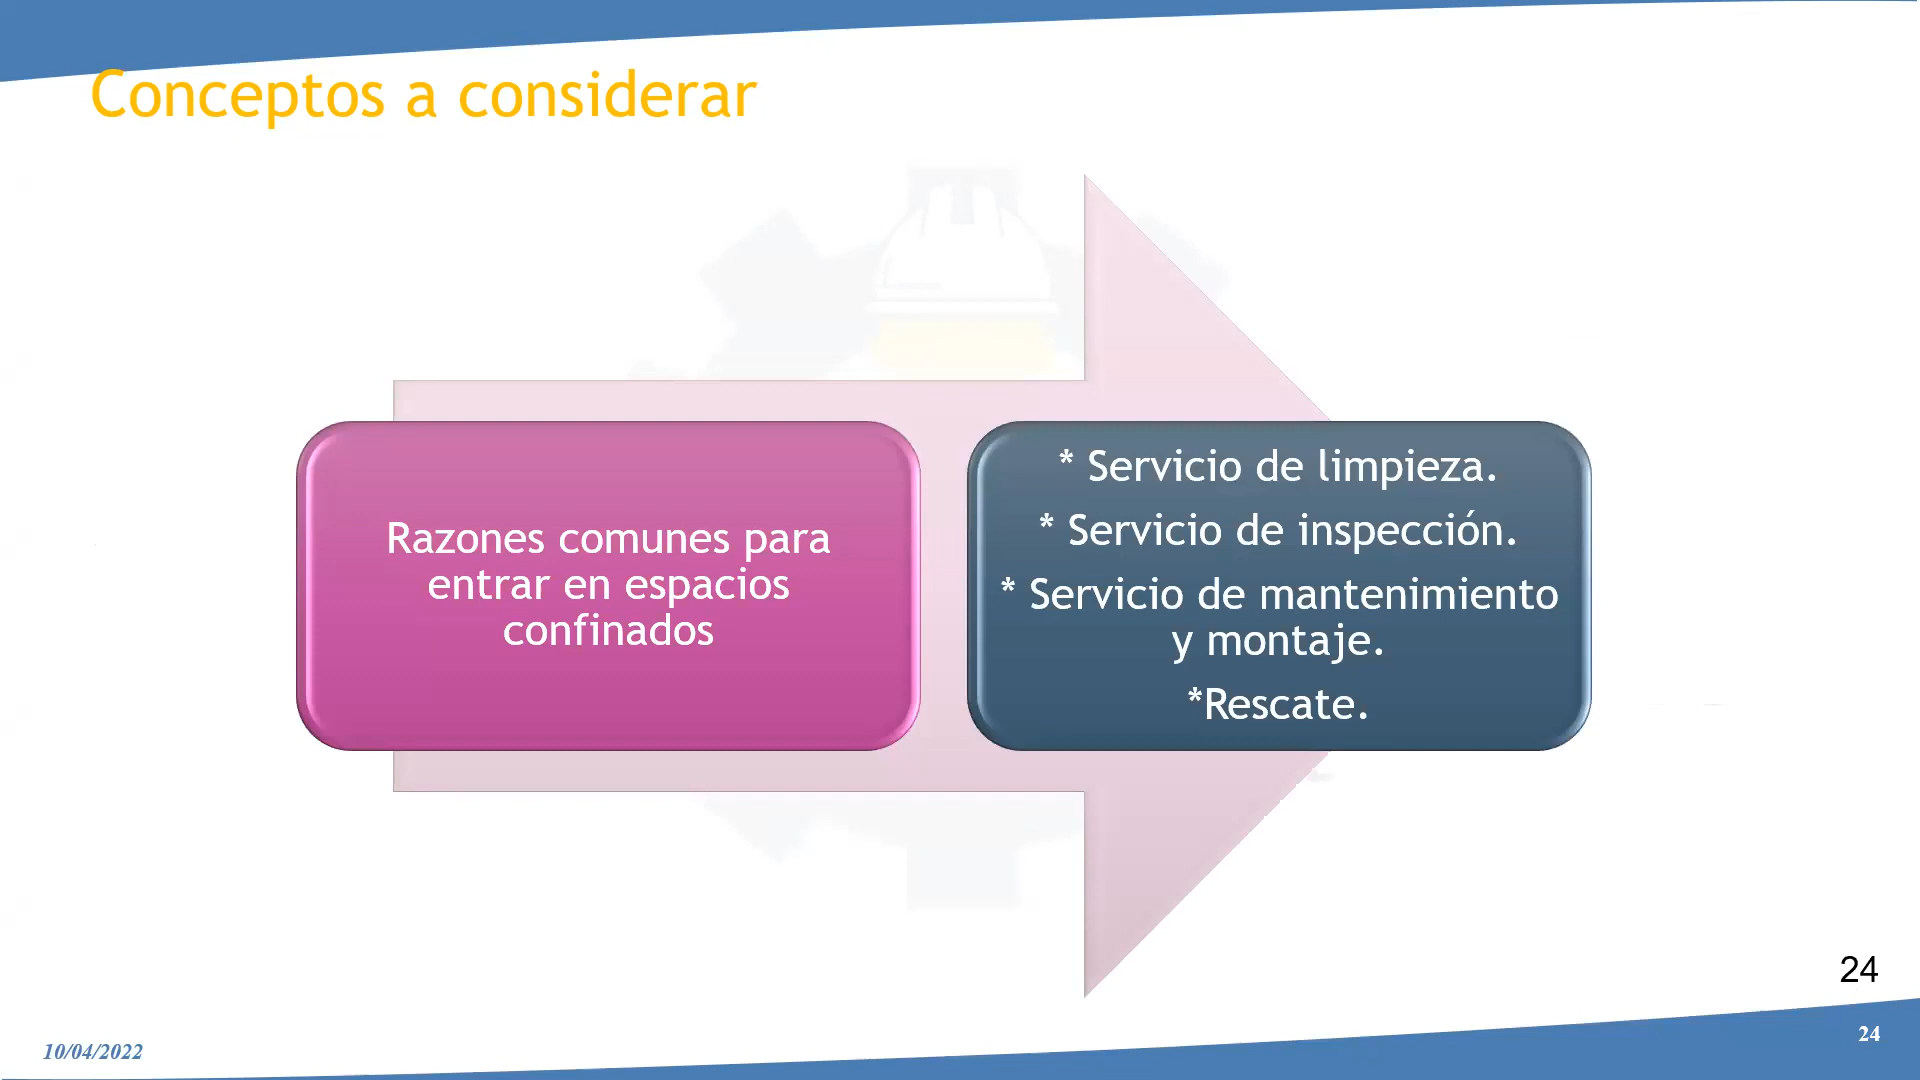 Conceptos a considerar
Razones comunes para
entrar en espacios
confinados
* Servicio de limpieza.
* Servicio de inspección.
* Servicio de mantenimiento
y montaje.
*Rescate.
24
24
10/04/2022